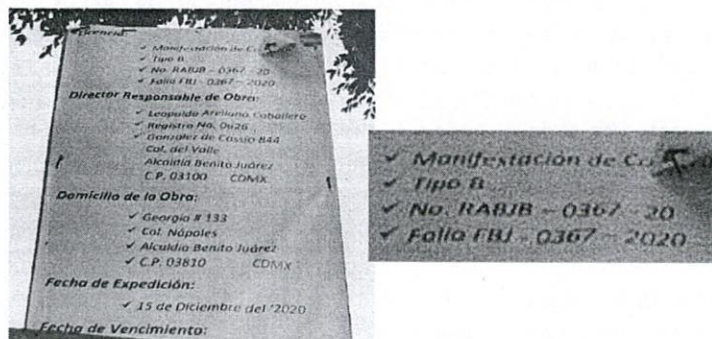 Licencia:
✓ Manifestación de
✓ Tipo B
✓ No. RABJB – 0367 – 20
✓ Folio FBJ – 0367 – 2020
Director Responsable de Obra:
✓ Leopoldo Arellano Caballero
✓ Registro No. 0626
✓ González de Cossio 844
Col. del Valle
Alcaldía Benito Juárez
C.P. 03100 CDMX
Domicilio de la Obra:
✓ Georgia # 133
✓ Col. Nápoles
✓ Alcaldía Benito Juárez
✓ C.P. 03810 CDMX
Fecha de Expedición:
✓ 15 de Diciembre del '2020
Fecha de Vencimiento:
✓ Manifestación de
✓ Tipo B
✓ No. RABJB – 0367 – 20
✓ Folio FBJ – 0367 – 2020